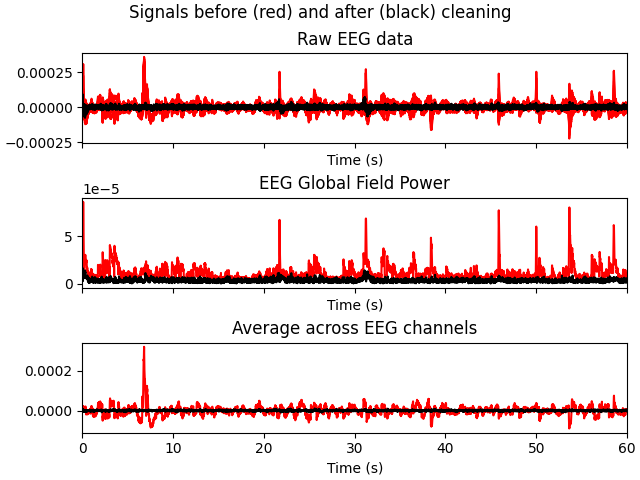 Signals before (red) and after (black) cleaning
Raw EEG data
0.00025
0.00000
−0.00025
Time (s)
EEG Global Field Power
1e−5
5
0
Time (s)
Average across EEG channels
0.0002
0.0000
0 10 20 30 40 50 60
Time (s)